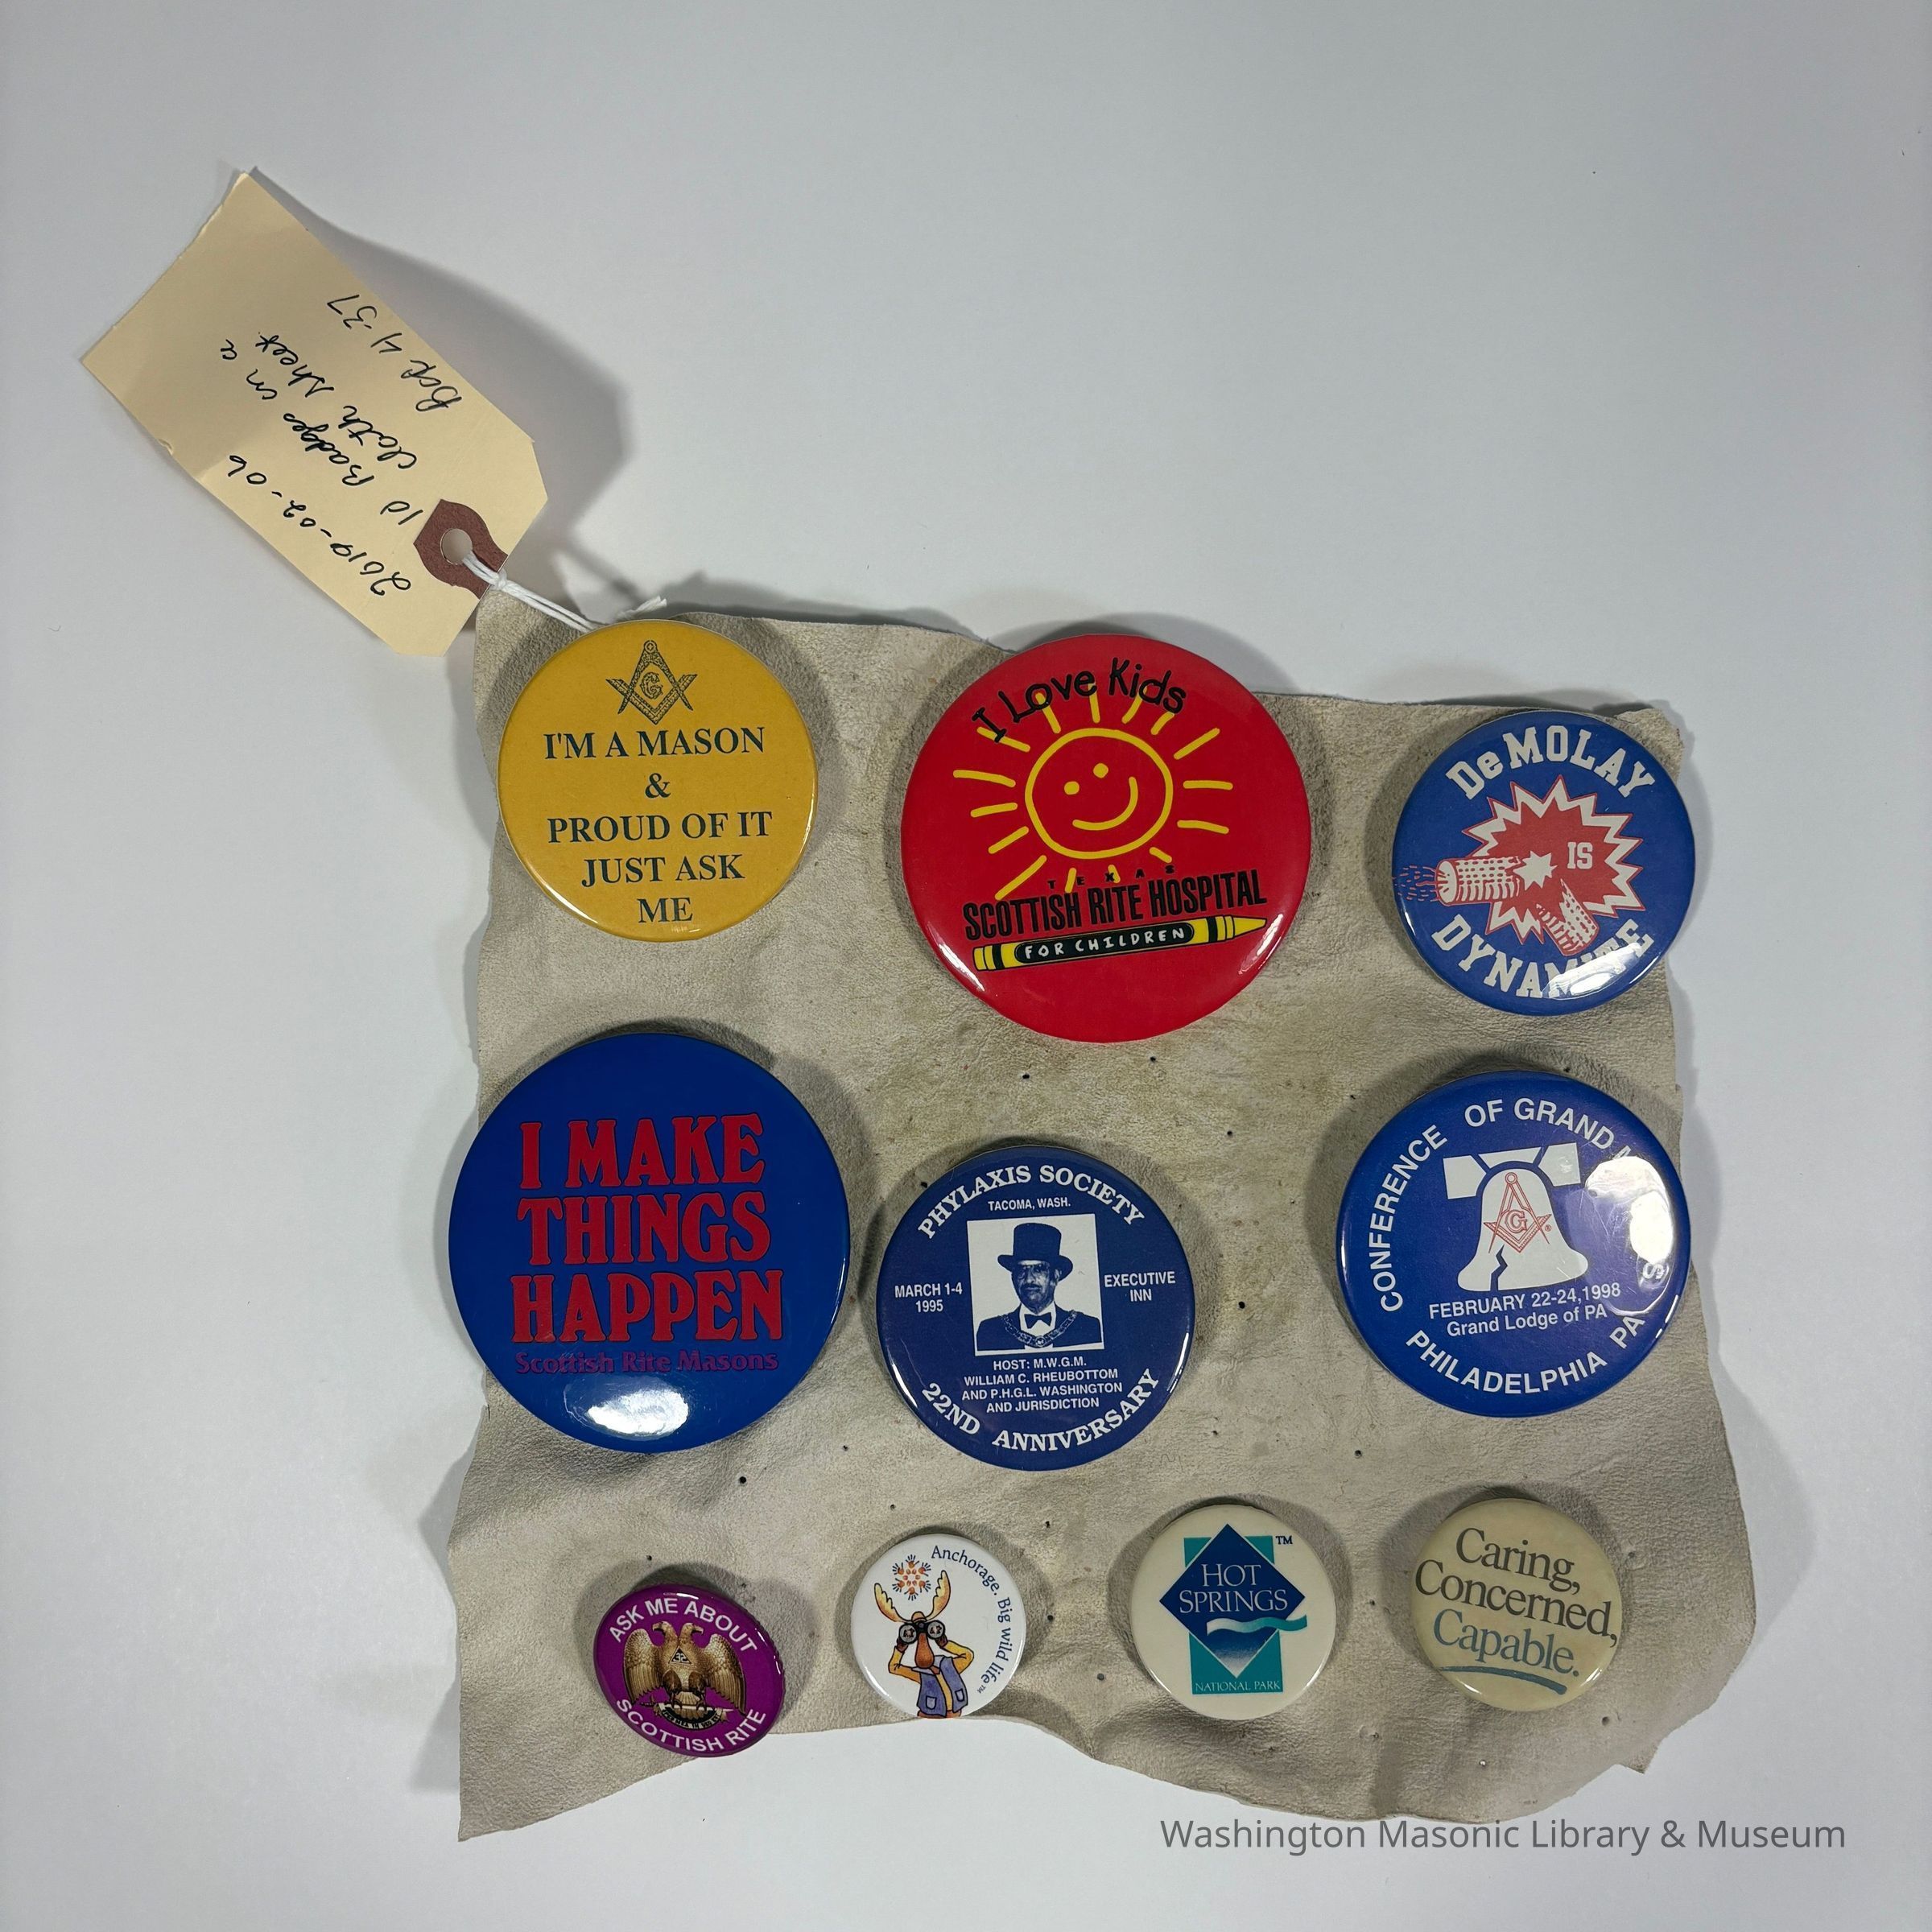 2019-02-06
10 Badges on a
cloth sheet
Box 4-37
G
I'M A MASON
&
PROUD OF IT
JUST ASK
ME
I Love Kids
TEXAS
SCOTTISH RITE HOSPITAL
FOR CHILDREN
DeMOLAY
IS
DYNAMITE
I MAKE
THINGS
HAPPEN
Scottish Rite Masons
PHYLAXIS SOCIETY
TACOMA, WASH.
MARCH 1-4
1995
EXECUTIVE
INN
HOST: M.W.G.M.
WILLIAM C. RHEUBOTTOM
AND P.H.G.L. WASHINGTON
AND JURISDICTION
22ND ANNIVERSARY
CONFERENCE OF GRAND
G
FEBRUARY 22-24,1998
Grand Lodge of PA
PHILADELPHIA PA
ASK ME ABOUT
32
SCOTTISH RITE
Anchorage. Big wild life™
HOT
SPRINGS
™
NATIONAL PARK
Caring,
Concerned,
Capable.
Washington Masonic Library & Museum